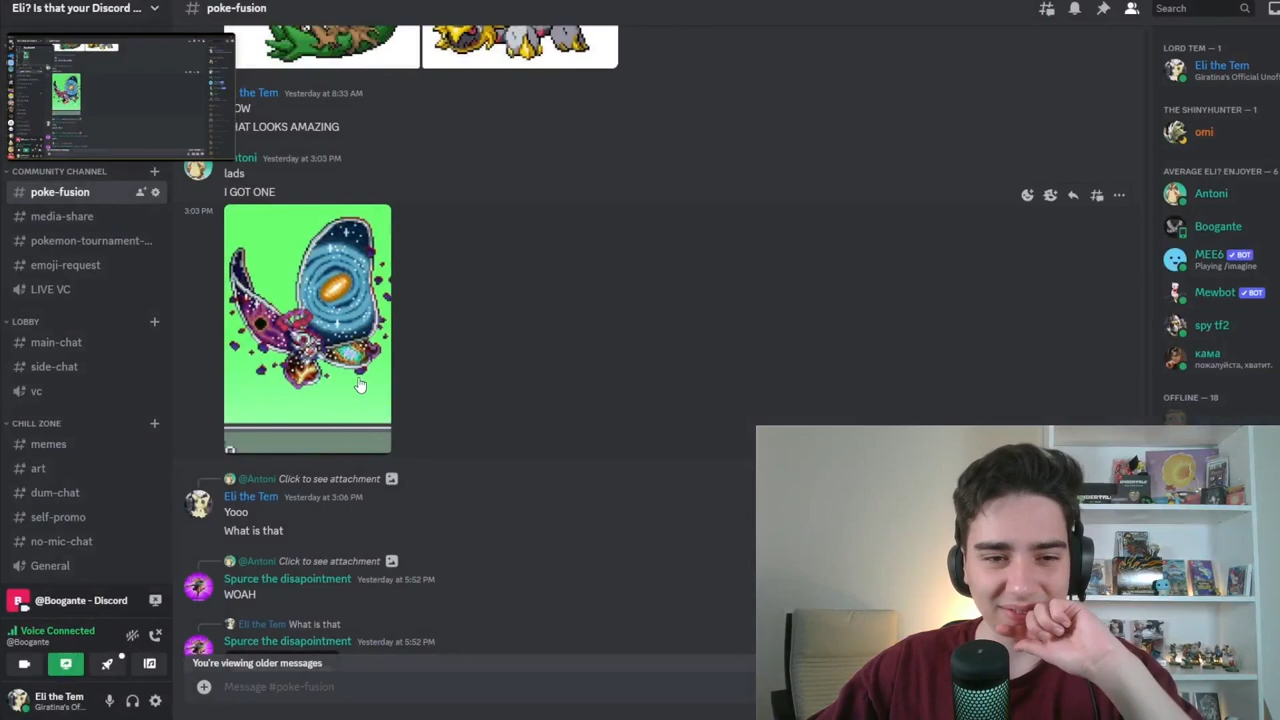 Eli? Is that your Discord ...
# poke-fusion
Search
the Tem Yesterday at 8:33 AM
OW
HAT LOOKS AMAZING
ntoni Yesterday at 3:03 PM
lads
I GOT ONE
3:03 PM
COMMUNITY CHANNEL
# poke-fusion
# media-share
# pokemon-tournament-...
# emoji-request
LIVE VC
LOBBY
# main-chat
# side-chat
vc
CHILL ZONE
# memes
# art
# dum-chat
# self-promo
# no-mic-chat
General
@Boogante - Discord
Voice Connected
@Boogante
Eli the Tem
Giratina's Of...
@Antoni Click to see attachment
Eli the Tem Yesterday at 3:06 PM
Yooo
What is that
@Antoni Click to see attachment
Spurce the disapointment Yesterday at 5:52 PM
WOAH
Eli the Tem What is that
Spurce the disapointment Yesterday at 5:52 PM
You're viewing older messages
Message #poke-fusion
LORD TEM — 1
Eli the Tem
Giratina's Official Unof
THE SHINYHUNTER — 1
omi
AVERAGE ELI? ENJOYER — 6
Antoni
Boogante
MEE6 BOT
Playing /imagine
Mewbot BOT
spy tf2
кама
пожалуйста, хватит.
OFFLINE — 18
UNDERTALE